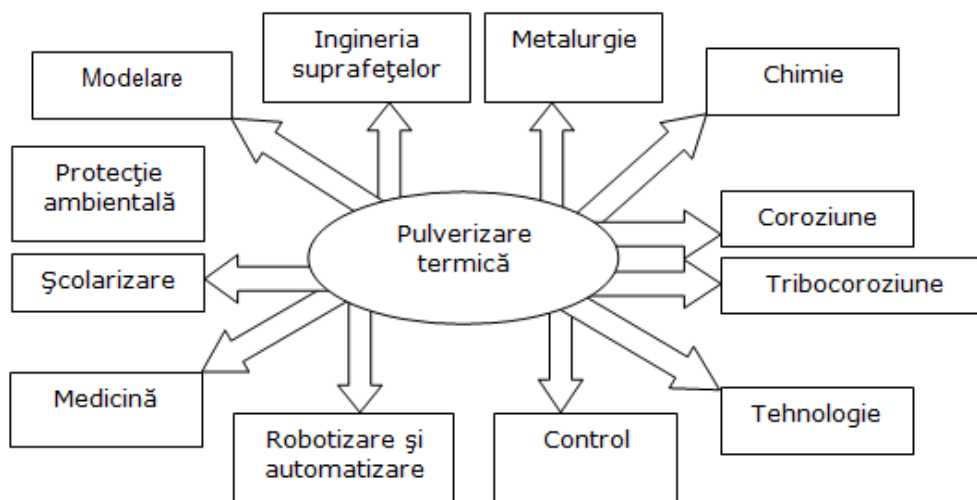 Modelare
Ingineria
suprafeţelor
Metalurgie
Chimie
Protecţie
ambientală
Pulverizare
termică
Coroziune
Şcolarizare
Tribocoroziune
Medicină
Robotizare şi
automatizare
Control
Tehnologie